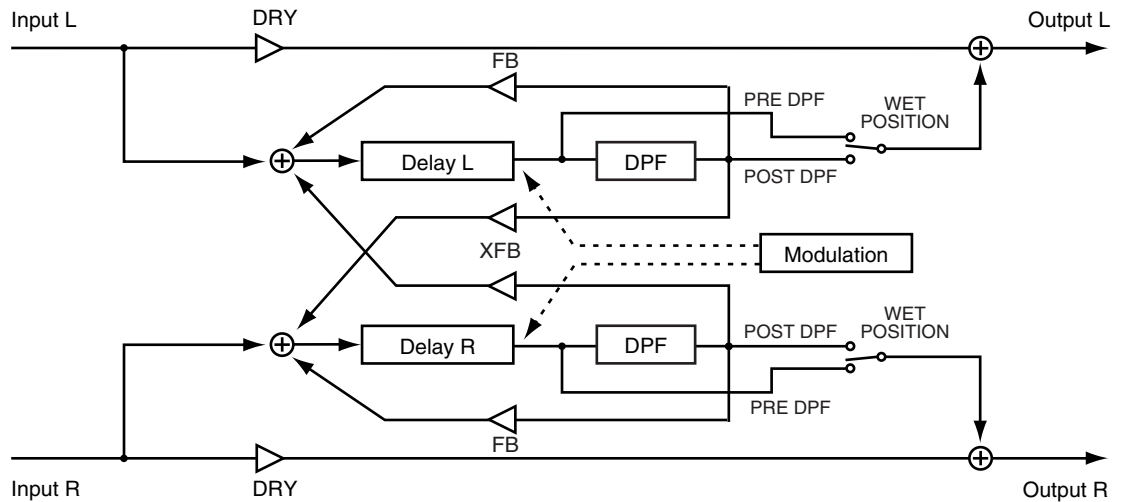 Input L
DRY
Output L
FB
PRE DPF
WET
POSITION
Delay L
DPF
POST DPF
XFB
Modulation
WET
POSITION
POST DPF
Delay R
DPF
PRE DPF
FB
Input R
DRY
Output R